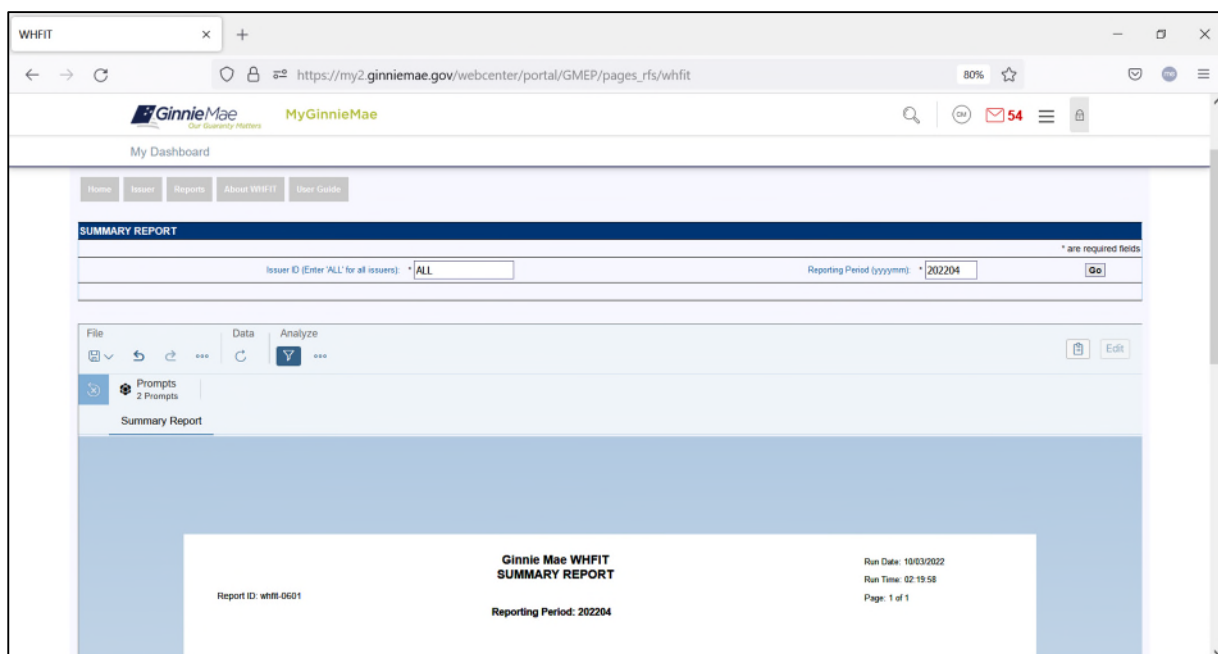 WHFIT
https://my2.ginniemae.gov/webcenter/portal/GMEP/pages_rfs/whfit 80%
GinnieMae MyGinnieMae 54
Our Guaranty Matters
My Dashboard
Home Issuer Reports About WHFIT User Guide
SUMMARY REPORT
* are required fields
Issuer ID (Enter 'ALL' for all issuers): * ALL Reporting Period (yyyymm): * 202204 Go
File Data Analyze
Edit
Prompts
2 Prompts
Summary Report
Ginnie Mae WHFIT
SUMMARY REPORT
Run Date: 10/03/2022
Run Time: 02:19:58
Report ID: whfit-0601 Page: 1 of 1
Reporting Period: 202204